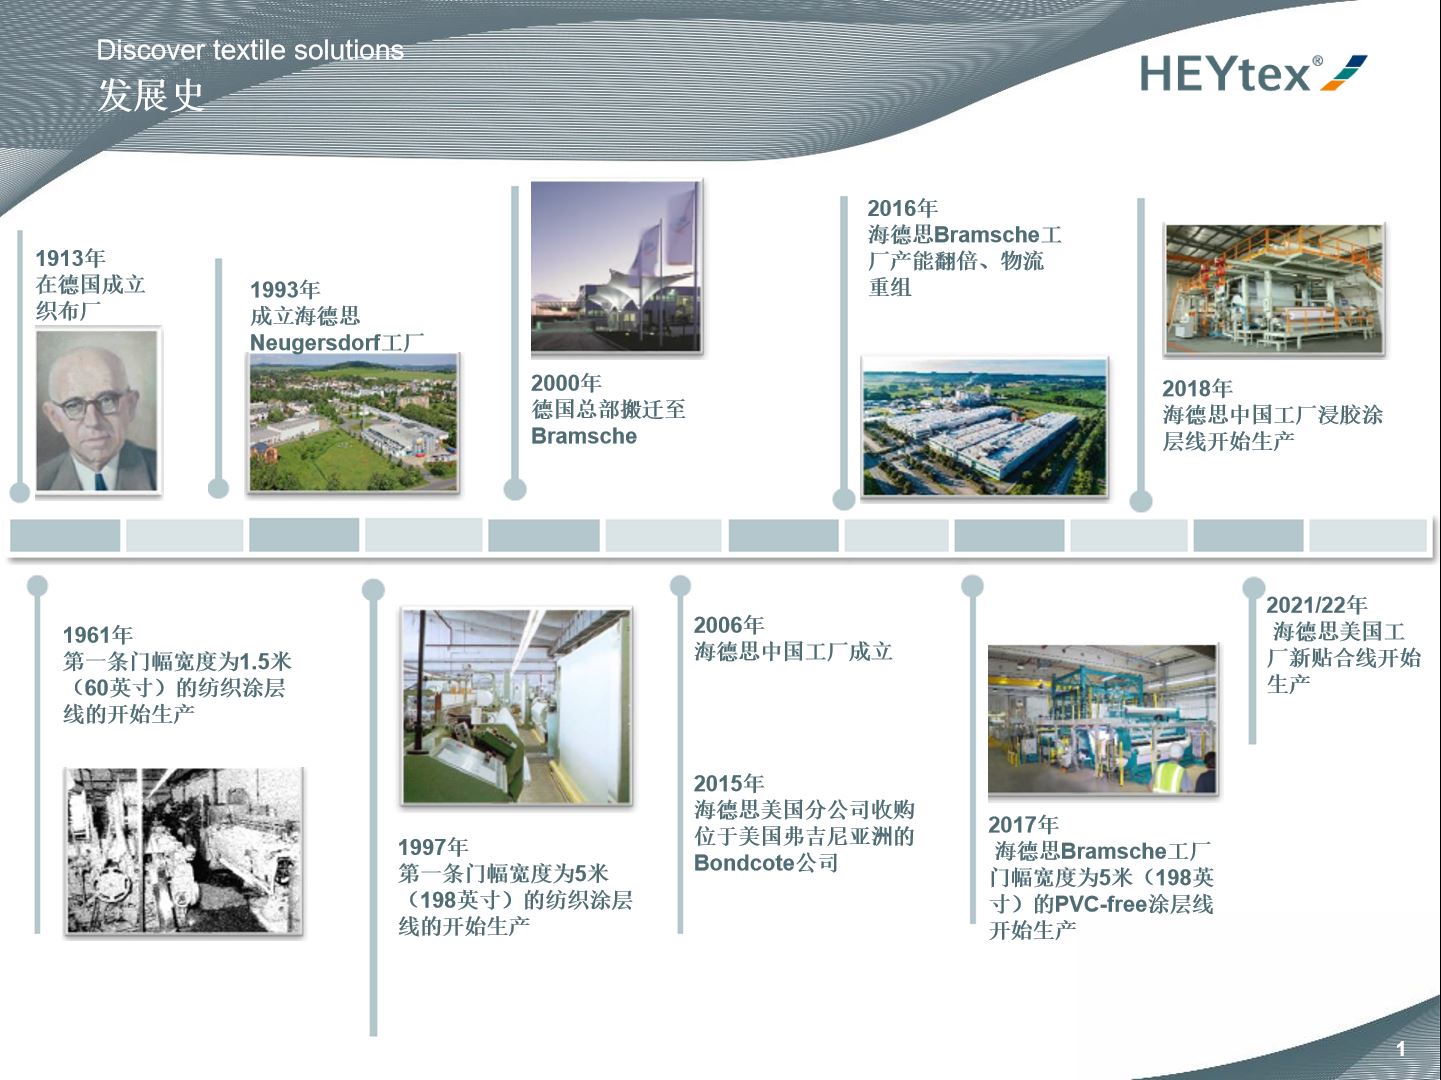 Discover textile solutions
发展史
HEYtex®
1913年
在德国成立
织布厂
1993年
成立海德思
Neugersdorf工厂
2000年
德国总部搬迁至
Bramsche
2016年
海德思Bramsche工
厂产能翻倍、物流
重组
2018年
海德思中国工厂浸胶涂
层线开始生产
1961年
第一条门幅宽度为1.5米
（60英寸）的纺织涂层
线的开始生产
1997年
第一条门幅宽度为5米
（198英寸）的纺织涂层
线的开始生产
2006年
海德思中国工厂成立
2015年
海德思美国分公司收购
位于美国弗吉尼亚洲的
Bondcote公司
2017年
海德思Bramsche工厂
门幅宽度为5米（198英
寸）的PVC-free涂层线
开始生产
2021/22年
海德思美国工
厂新贴合线开始
生产
1